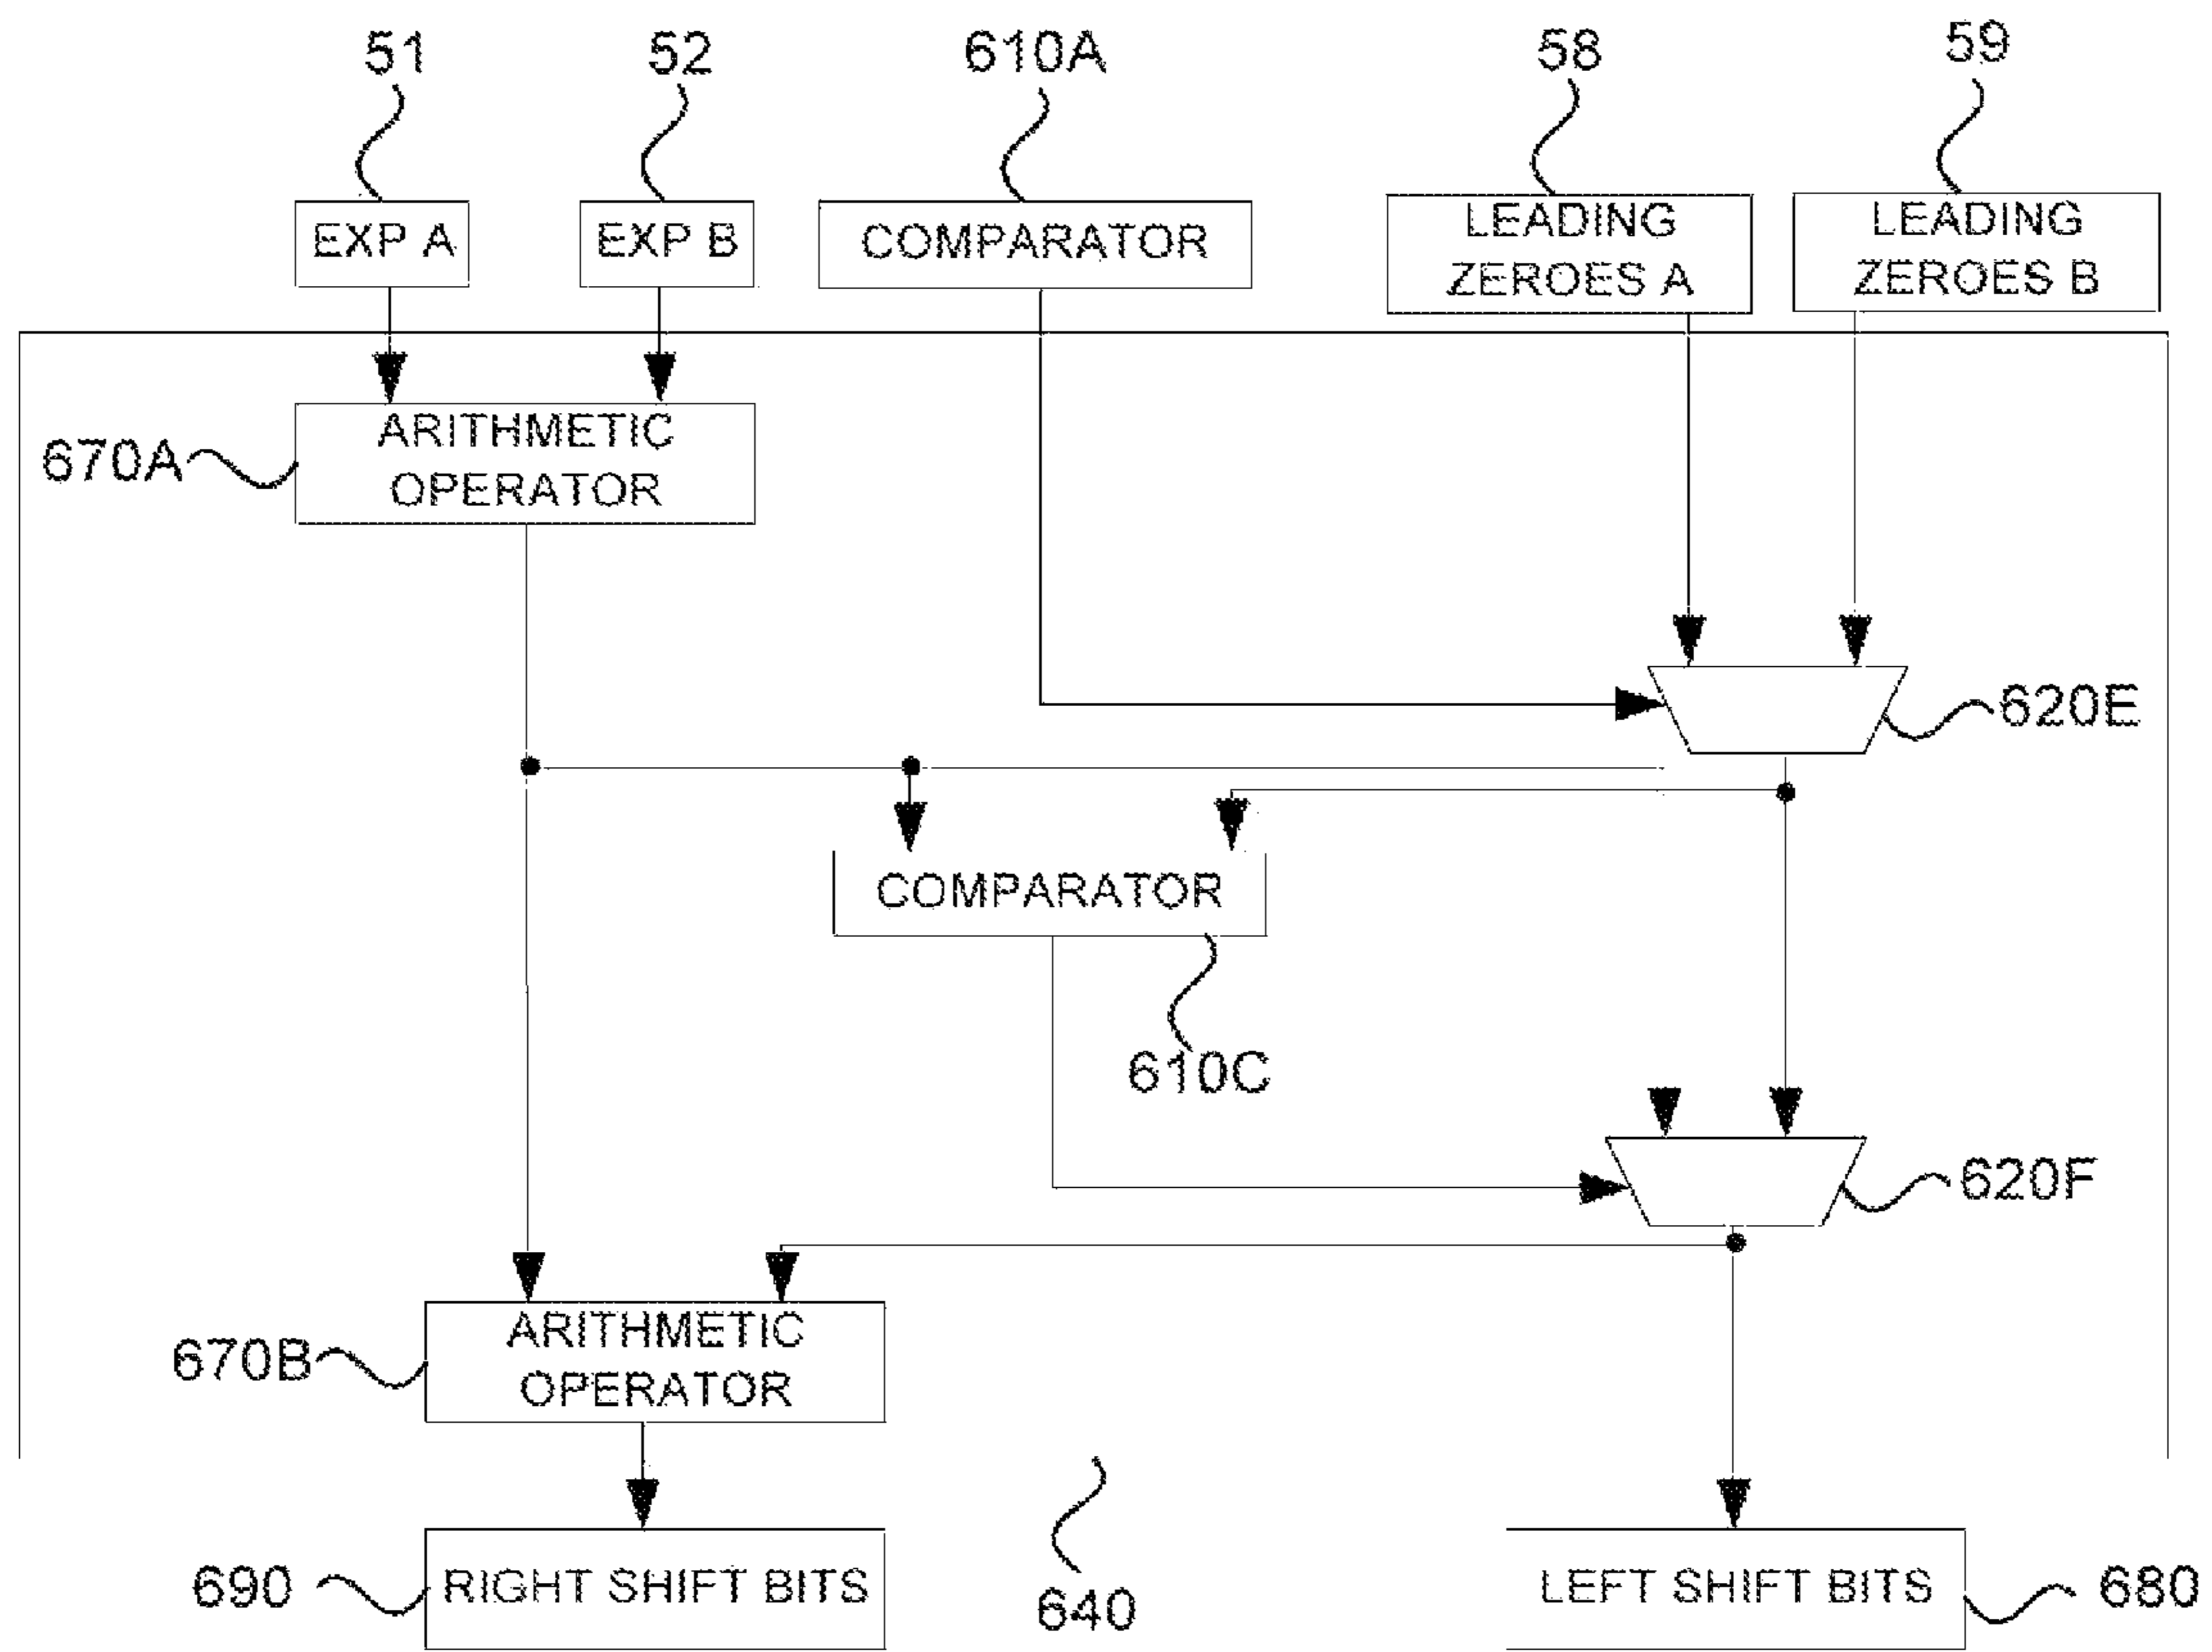 51
52
610A
58
59
EXP A
EXP B
COMPARATOR
LEADING
ZEROES A
LEADING
ZEROES B
670A
ARITHMETIC
OPERATOR
620E
COMPARATOR
610C
620F
670B
ARITHMETIC
OPERATOR
690
RIGHT SHIFT BITS
640
LEFT SHIFT BITS
680